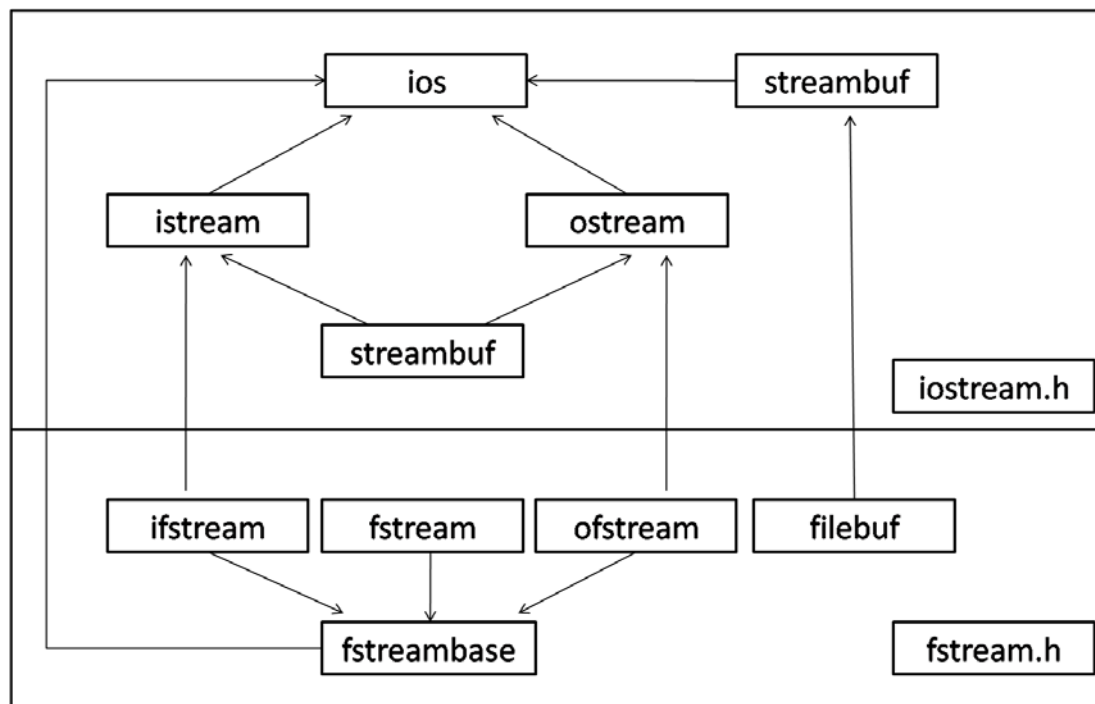 ios
streambuf
istream
ostream
streambuf
iostream.h
ifstream
fstream
ofstream
filebuf
fstreambase
fstream.h